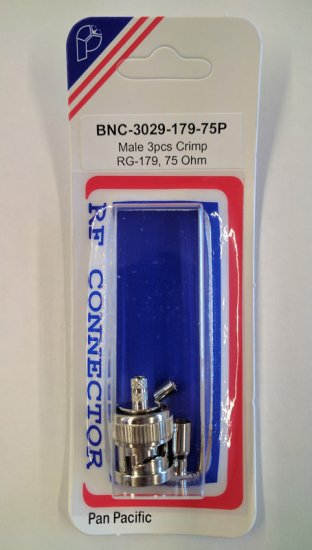 BNC-3029-179-75P
Male 3pcs Crimp
RG-179, 75 Ohm
RF CONNECTOR
Pan Pacific